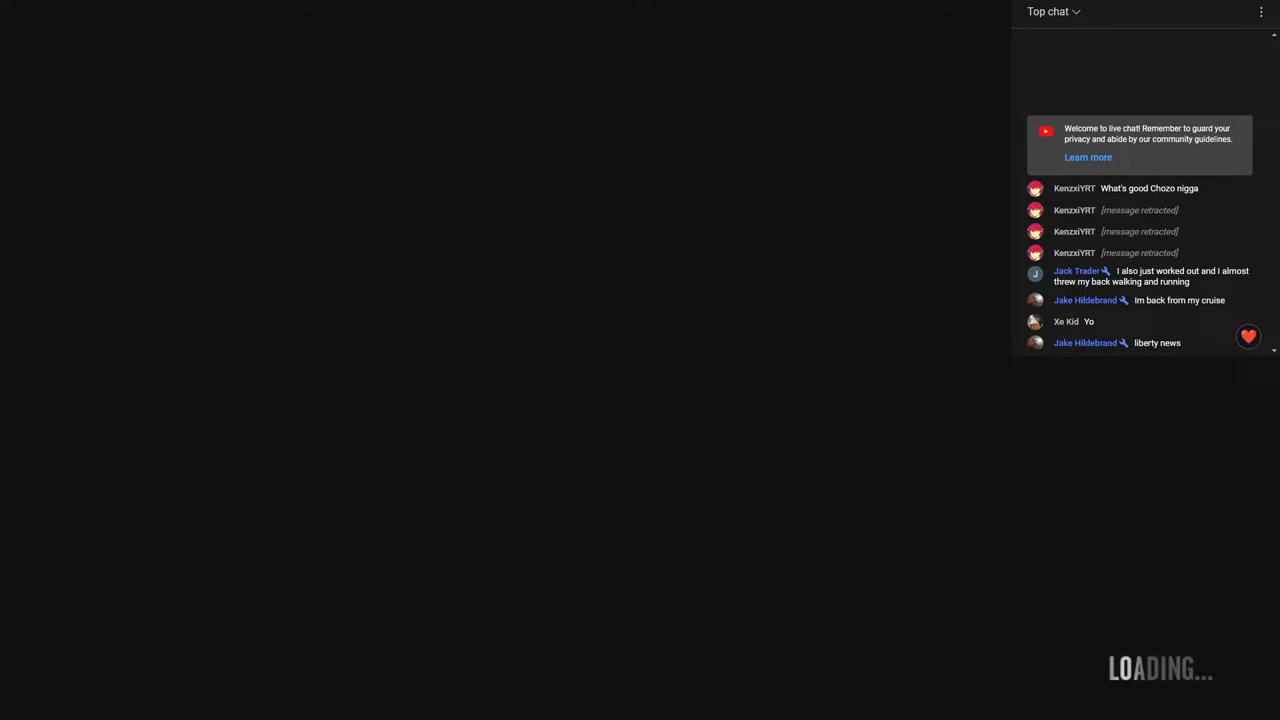 Top chat
Welcome to live chat! Remember to guard your
privacy and abide by our community guidelines.
Learn more
KenzxiYRT What's good Chozo nigga
KenzxiYRT [message retracted]
KenzxiYRT [message retracted]
KenzxiYRT [message retracted]
J Jack Trader I also just worked out and I almost
threw my back walking and running
Jake Hildebrand Im back from my cruise
Xe Kid Yo
Jake Hildebrand liberty news
LOADING...